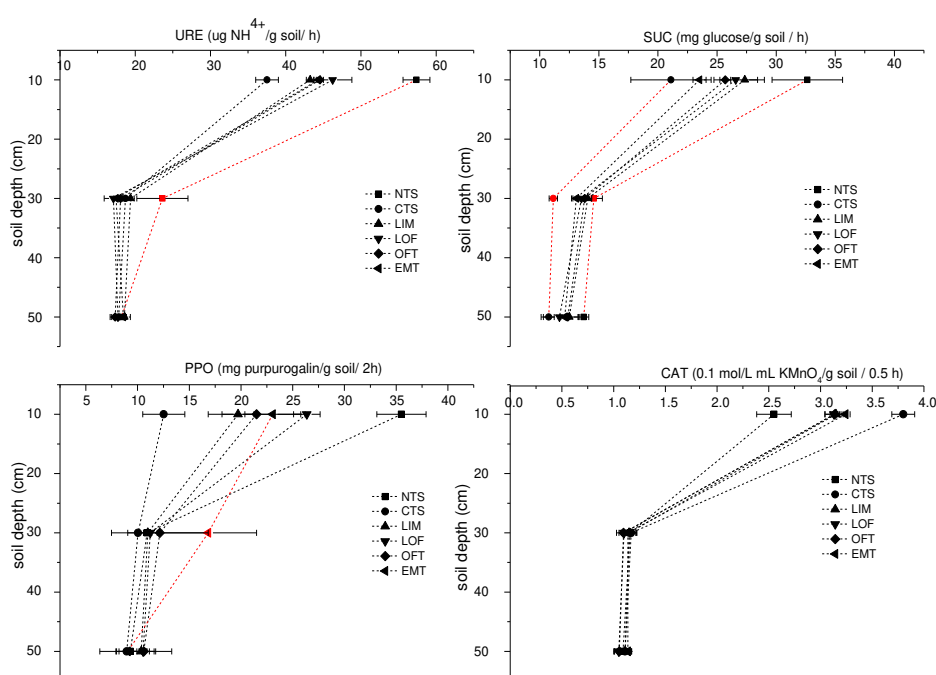 URE (ug NH4+/g soil/ h)
10 20 30 40 50 60
10
20
30
40
50
soil depth (cm)
NTS
CTS
LIM
LOF
OFT
EMT
SUC (mg glucose/g soil / h)
10 15 20 25 30 35
10
20
30
40
50
soil depth (cm)
NTS
CTS
LIM
LOF
OFT
EMT
PPO (mg purpurogalin/g soil/ 2h)
5 10 15 20 25 30 35 40
10
20
30
40
50
soil depth (cm)
NTS
CTS
LIM
LOF
OFT
EMT
CAT (0.1 mol/L mL KMnO4/g soil / 0.5 h)
0.0 0.5 1.0 1.5 2.0 2.5 3.0 3.5 4.0
10
20
30
40
50
soil depth (cm)
NTS
CTS
LIM
LOF
OFT
EMT